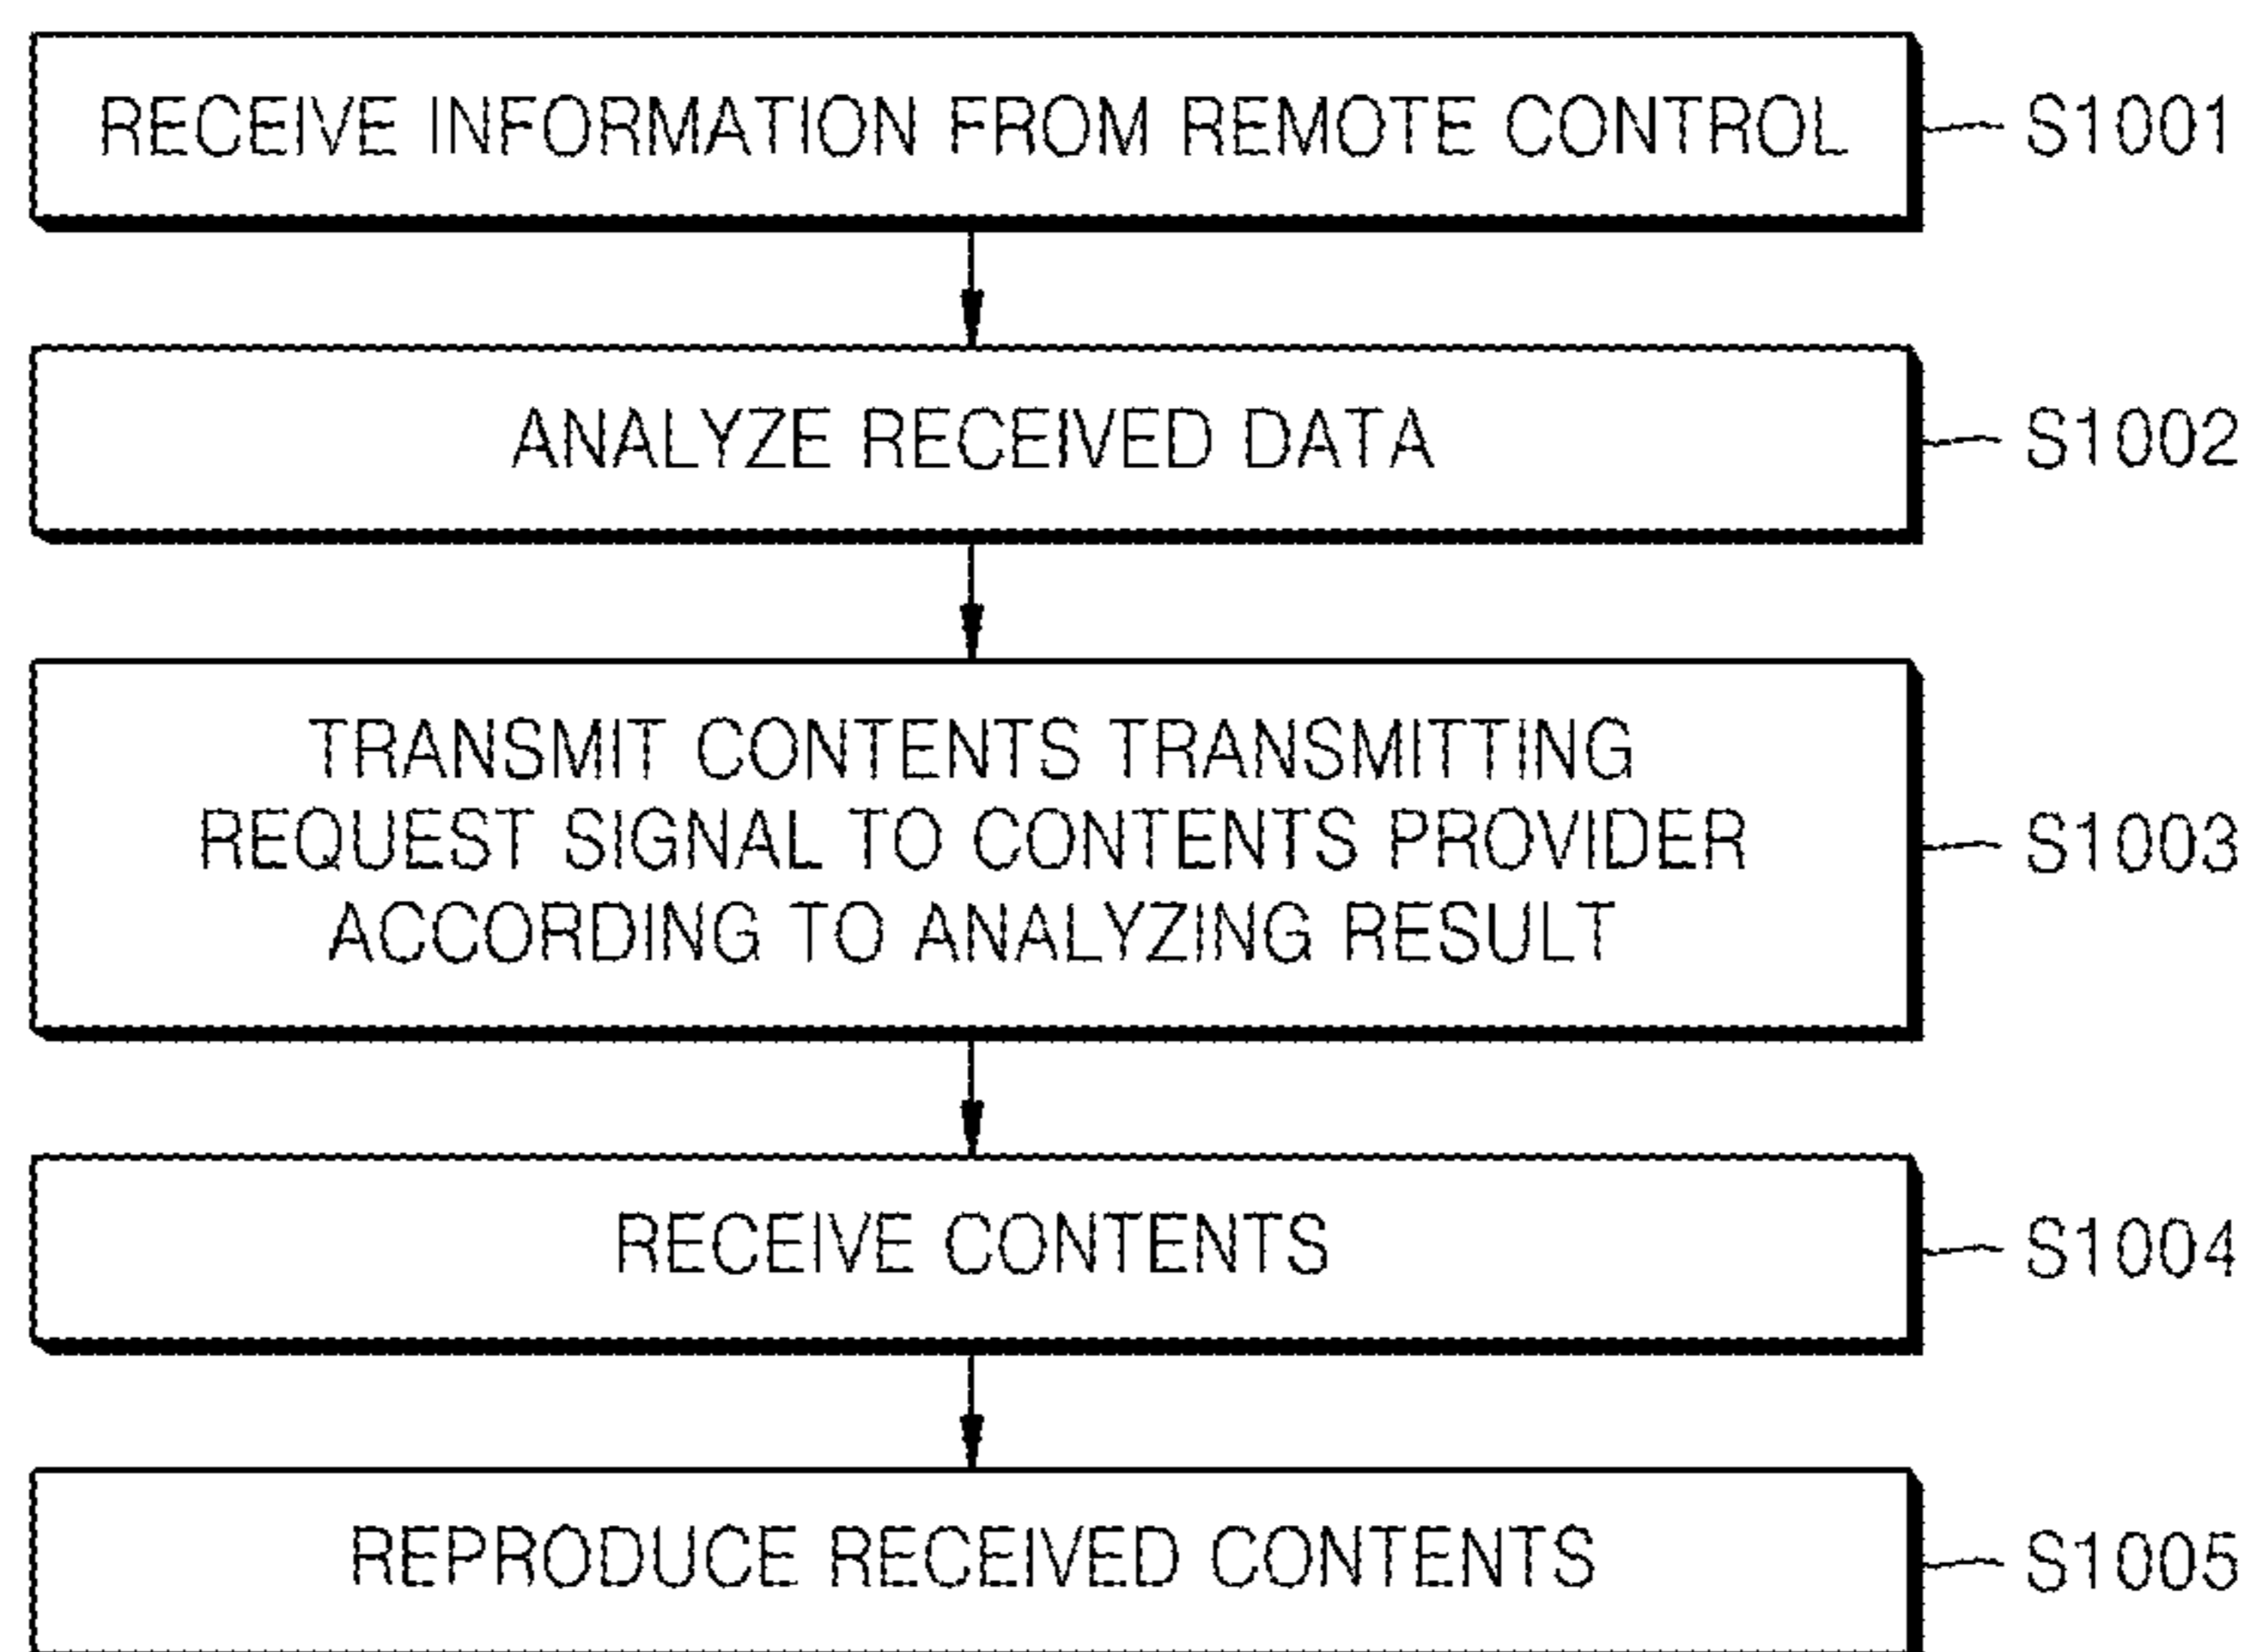 RECEIVE INFORMATION FROM REMOTE CONTROL
S1001
ANALYZE RECEIVED DATA
S1002
TRANSMIT CONTENTS TRANSMITTING
REQUEST SIGNAL TO CONTENTS PROVIDER
ACCORDING TO ANALYZING RESULT
S1003
RECEIVE CONTENTS
S1004
REPRODUCE RECEIVED CONTENTS
S1005